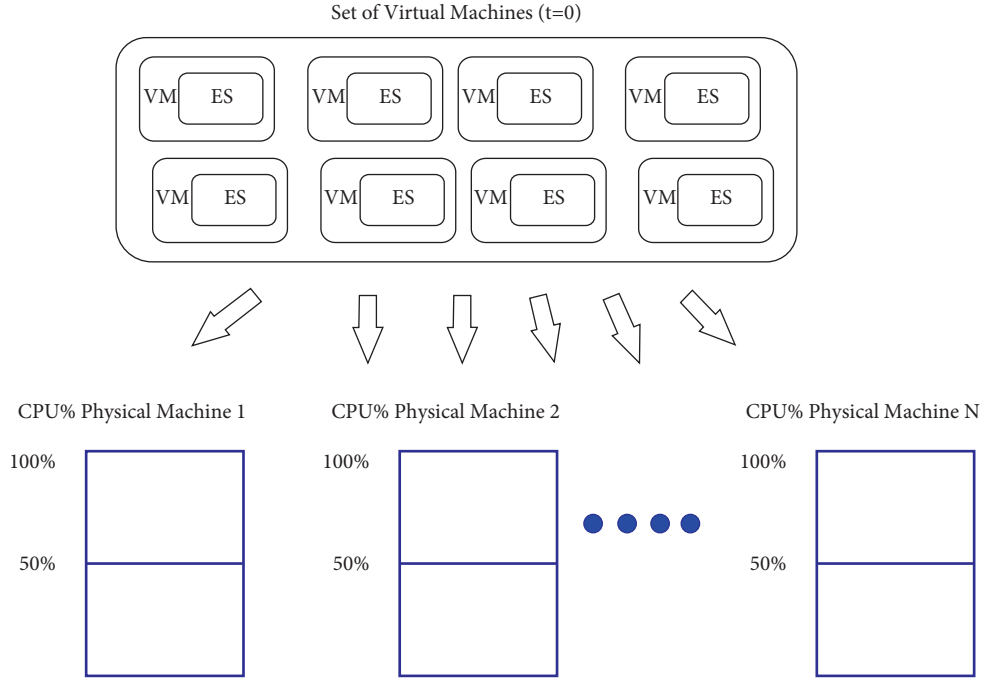 Set of Virtual Machines (t=0)
VM ES VM ES VM ES VM ES
VM ES VM ES VM ES VM ES
CPU% Physical Machine 1 CPU% Physical Machine 2 CPU% Physical Machine N
100% 100% 100%
50% 50% 50%